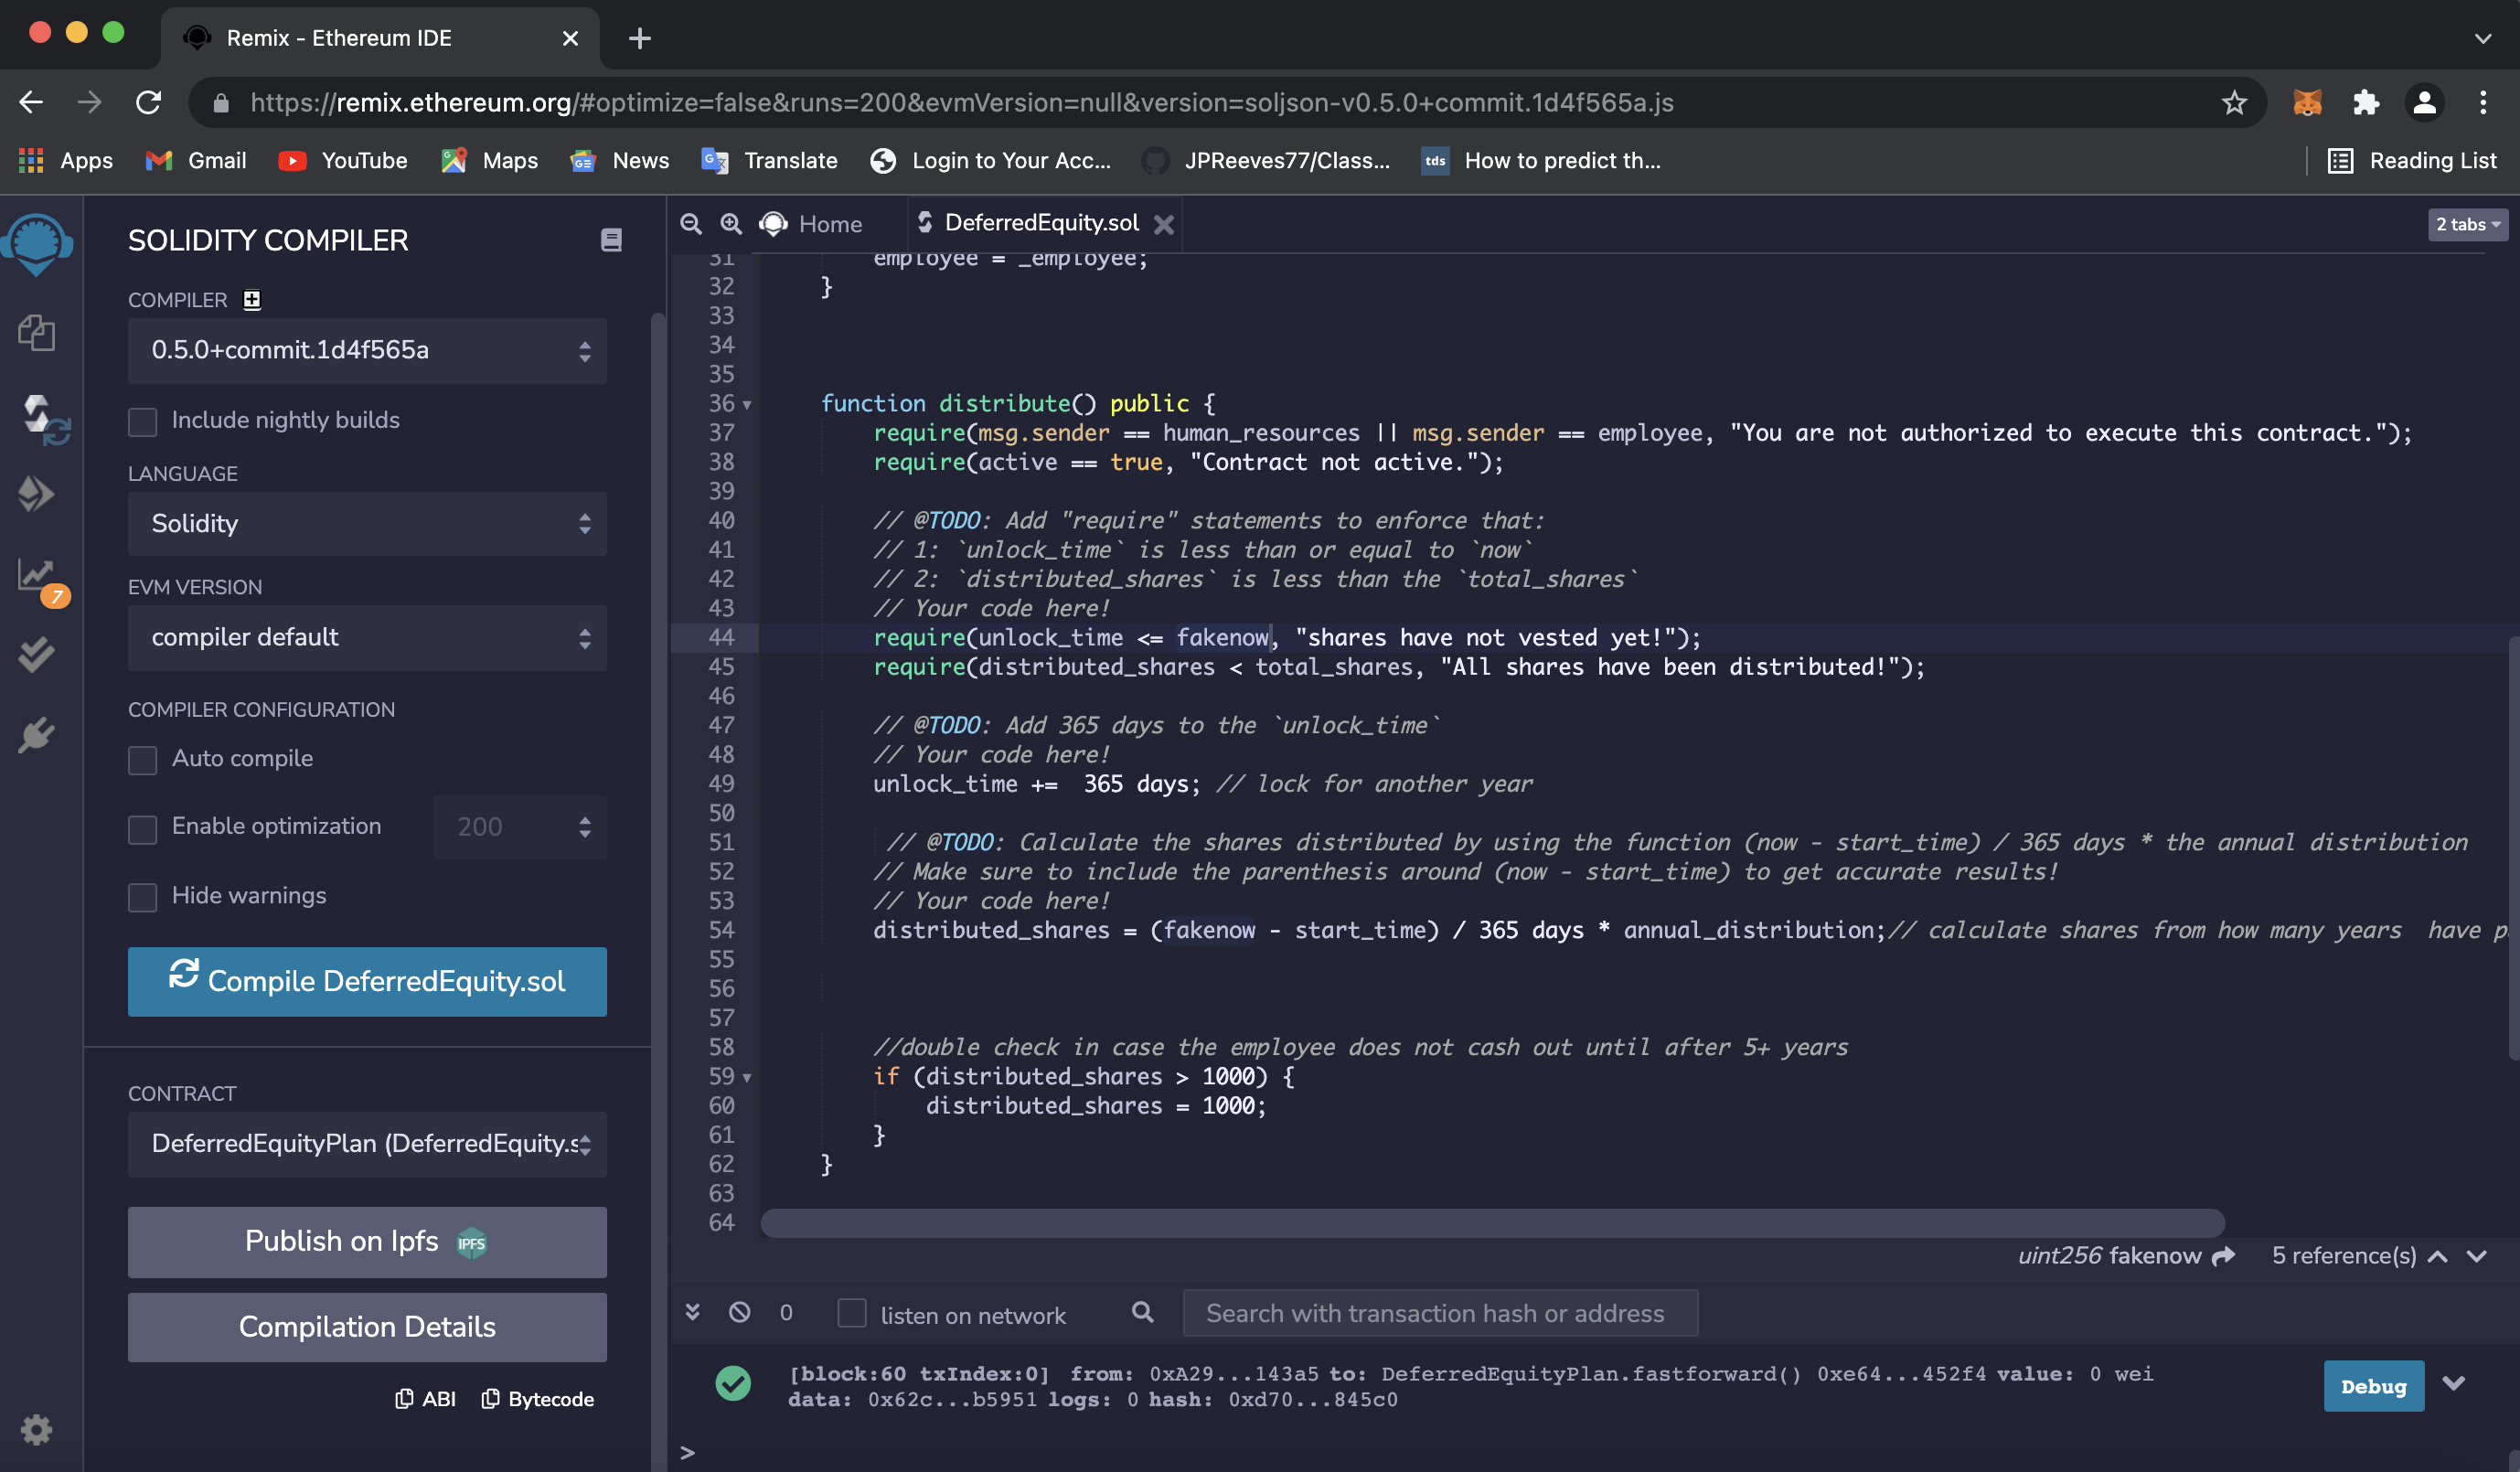 Remix - Ethereum IDE
https://remix.ethereum.org/#optimize=false&runs=200&evmVersion=null&version=soljson-v0.5.0+commit.1d4f565a.js
Apps Gmail YouTube Maps News Translate Login to Your Acc... JPReeves77/Class... tds How to predict th... Reading List
SOLIDITY COMPILER
COMPILER
0.5.0+commit.1d4f565a
Include nightly builds
LANGUAGE
Solidity
EVM VERSION
compiler default
COMPILER CONFIGURATION
Auto compile
Enable optimization 200
Hide warnings
Compile DeferredEquity.sol
CONTRACT
DeferredEquityPlan (DeferredEquity.s
Publish on Ipfs IPFS
Compilation Details
ABI Bytecode
7
Home DeferredEquity.sol 2 tabs
31 employee = _employee;
32 }
33
34
35
36 function distribute() public {
37 require(msg.sender == human_resources || msg.sender == employee, "You are not authorized to execute this contract.");
38 require(active == true, "Contract not active.");
39
40 // @TODO: Add "require" statements to enforce that:
41 // 1: `unlock_time` is less than or equal to `now`
42 // 2: `distributed_shares` is less than the `total_shares`
43 // Your code here!
44 require(unlock_time <= fakenow, "shares have not vested yet!");
45 require(distributed_shares < total_shares, "All shares have been distributed!");
46
47 // @TODO: Add 365 days to the `unlock_time`
48 // Your code here!
49 unlock_time +=  365 days; // lock for another year
50
51 // @TODO: Calculate the shares distributed by using the function (now - start_time) / 365 days * the annual distribution
52 // Make sure to include the parenthesis around (now - start_time) to get accurate results!
53 // Your code here!
54 distributed_shares = (fakenow - start_time) / 365 days * annual_distribution;// calculate shares from how many years  have p
55
56
57
58 //double check in case the employee does not cash out until after 5+ years
59 if (distributed_shares > 1000) {
60 distributed_shares = 1000;
61 }
62 }
63
64
uint256 fakenow 5 reference(s)
0 listen on network Search with transaction hash or address
[block:60 txIndex:0] from: 0xA29...143a5 to: DeferredEquityPlan.fastforward() 0xe64...452f4 value: 0 wei
data: 0x62c...b5951 logs: 0 hash: 0xd70...845c0
Debug
>